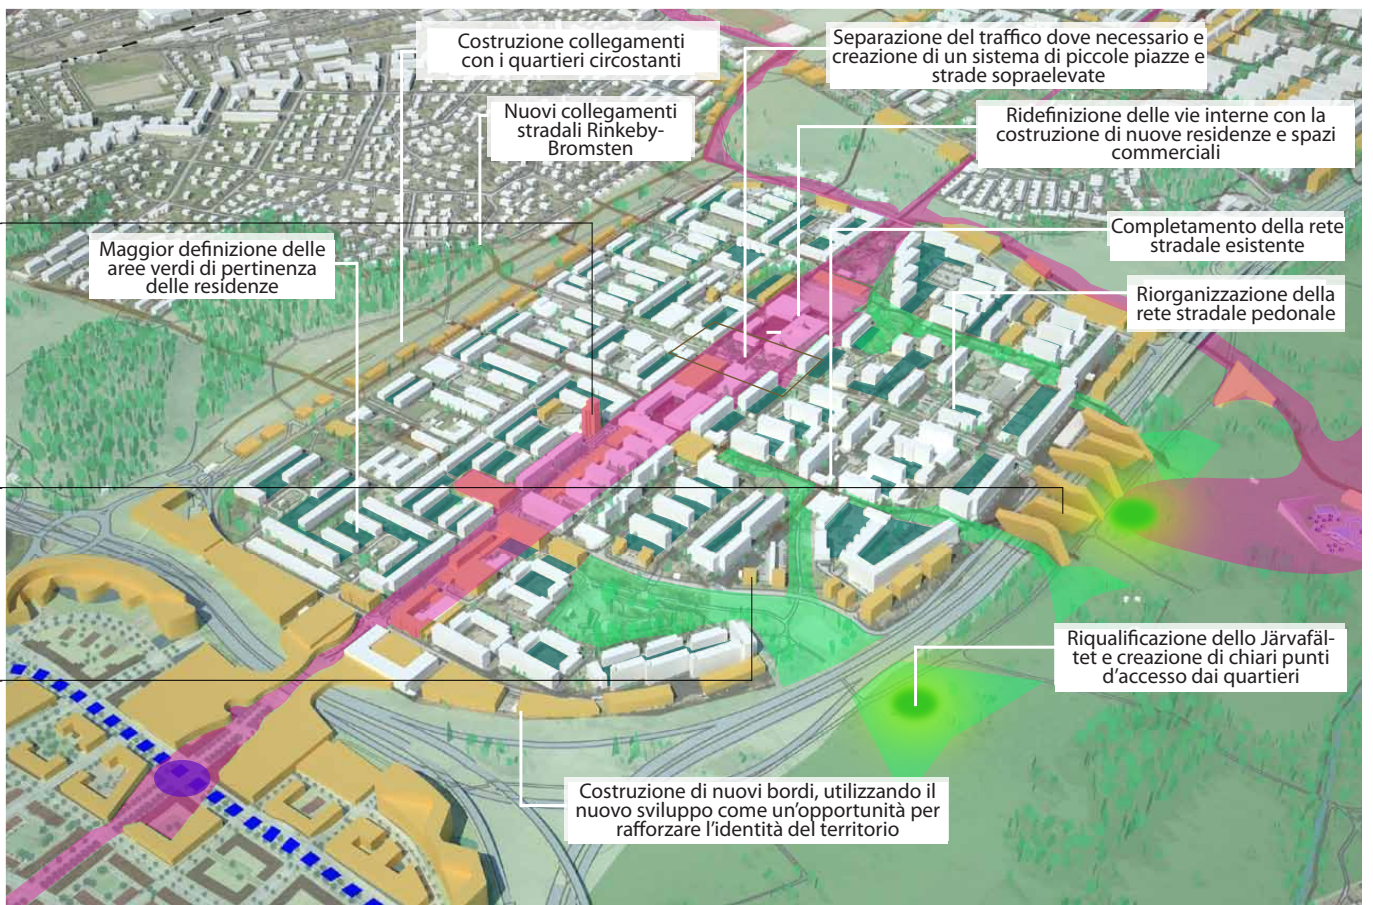 Costruzione collegamenti
con i quartieri circostanti
Separazione del traffico dove necessario e
creazione di un sistema di piccole piazze e
strade sopraelevate
Nuovi collegamenti
stradali Rinkeby-
Bromsten
Ridefinizione delle vie interne con la
costruzione di nuove residenze e spazi
commerciali
Maggior definizione delle
aree verdi di pertinenza
delle residenze
Completamento della rete
stradale esistente
Riorganizzazione della
rete stradale pedonale
Riqualificazione dello Järvafäl-
tet e creazione di chiari punti
d'accesso dai quartieri
Costruzione di nuovi bordi, utilizzando il
nuovo sviluppo come un'opportunità per
rafforzare l'identità del territorio